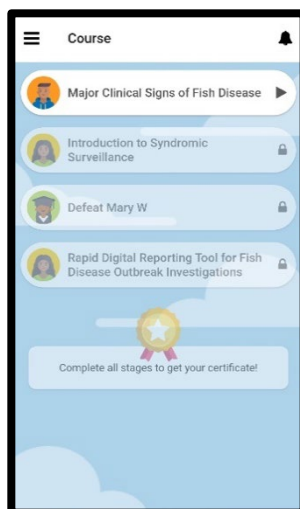 Course
Major Clinical Signs of Fish Disease
Introduction to Syndromic
Surveillance
Defeat Mary W
Rapid Digital Reporting Tool for Fish
Disease Outbreak Investigations
Complete all stages to get your certificate!